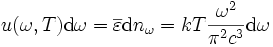 u(ω, T)dω = ε̅dn_ω = kT ω²/π²c³ dω